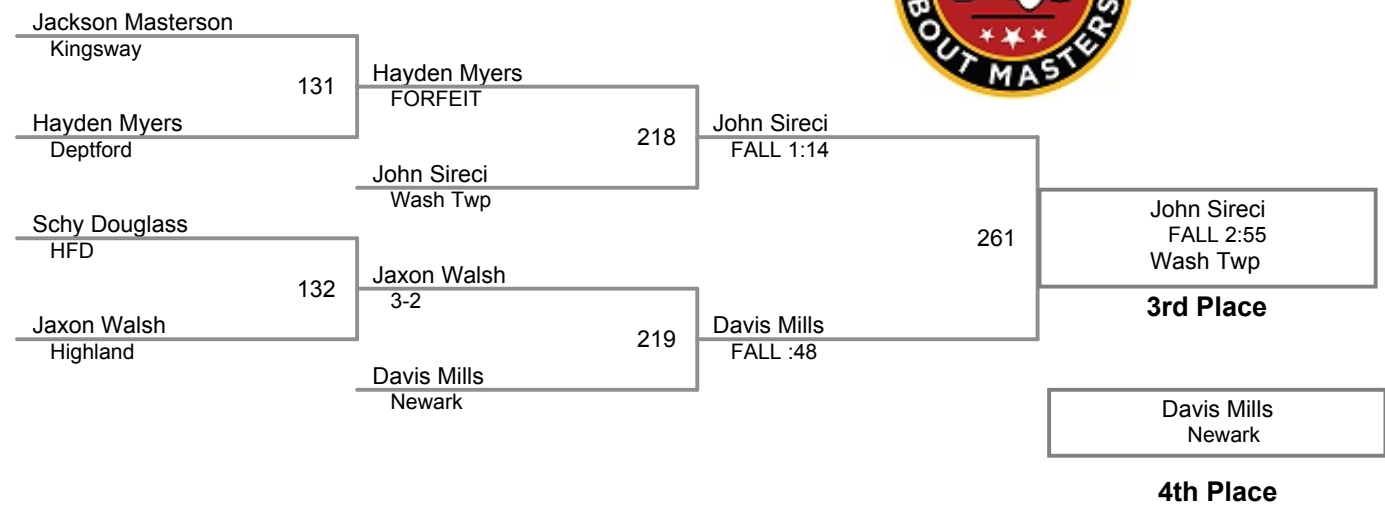 BOUT MASTERS
Jackson Masterson
Kingsway
131
Hayden Myers
Deptford
Hayden Myers
FORFEIT
218
John Sireci
Wash Twp
John Sireci
FALL 1:14
Schy Douglass
HFD
132
Jaxon Walsh
Highland
Jaxon Walsh
3-2
219
Davis Mills
Newark
Davis Mills
FALL :48
261
John Sireci
FALL 2:55
Wash Twp
3rd Place
Davis Mills
Newark
4th Place